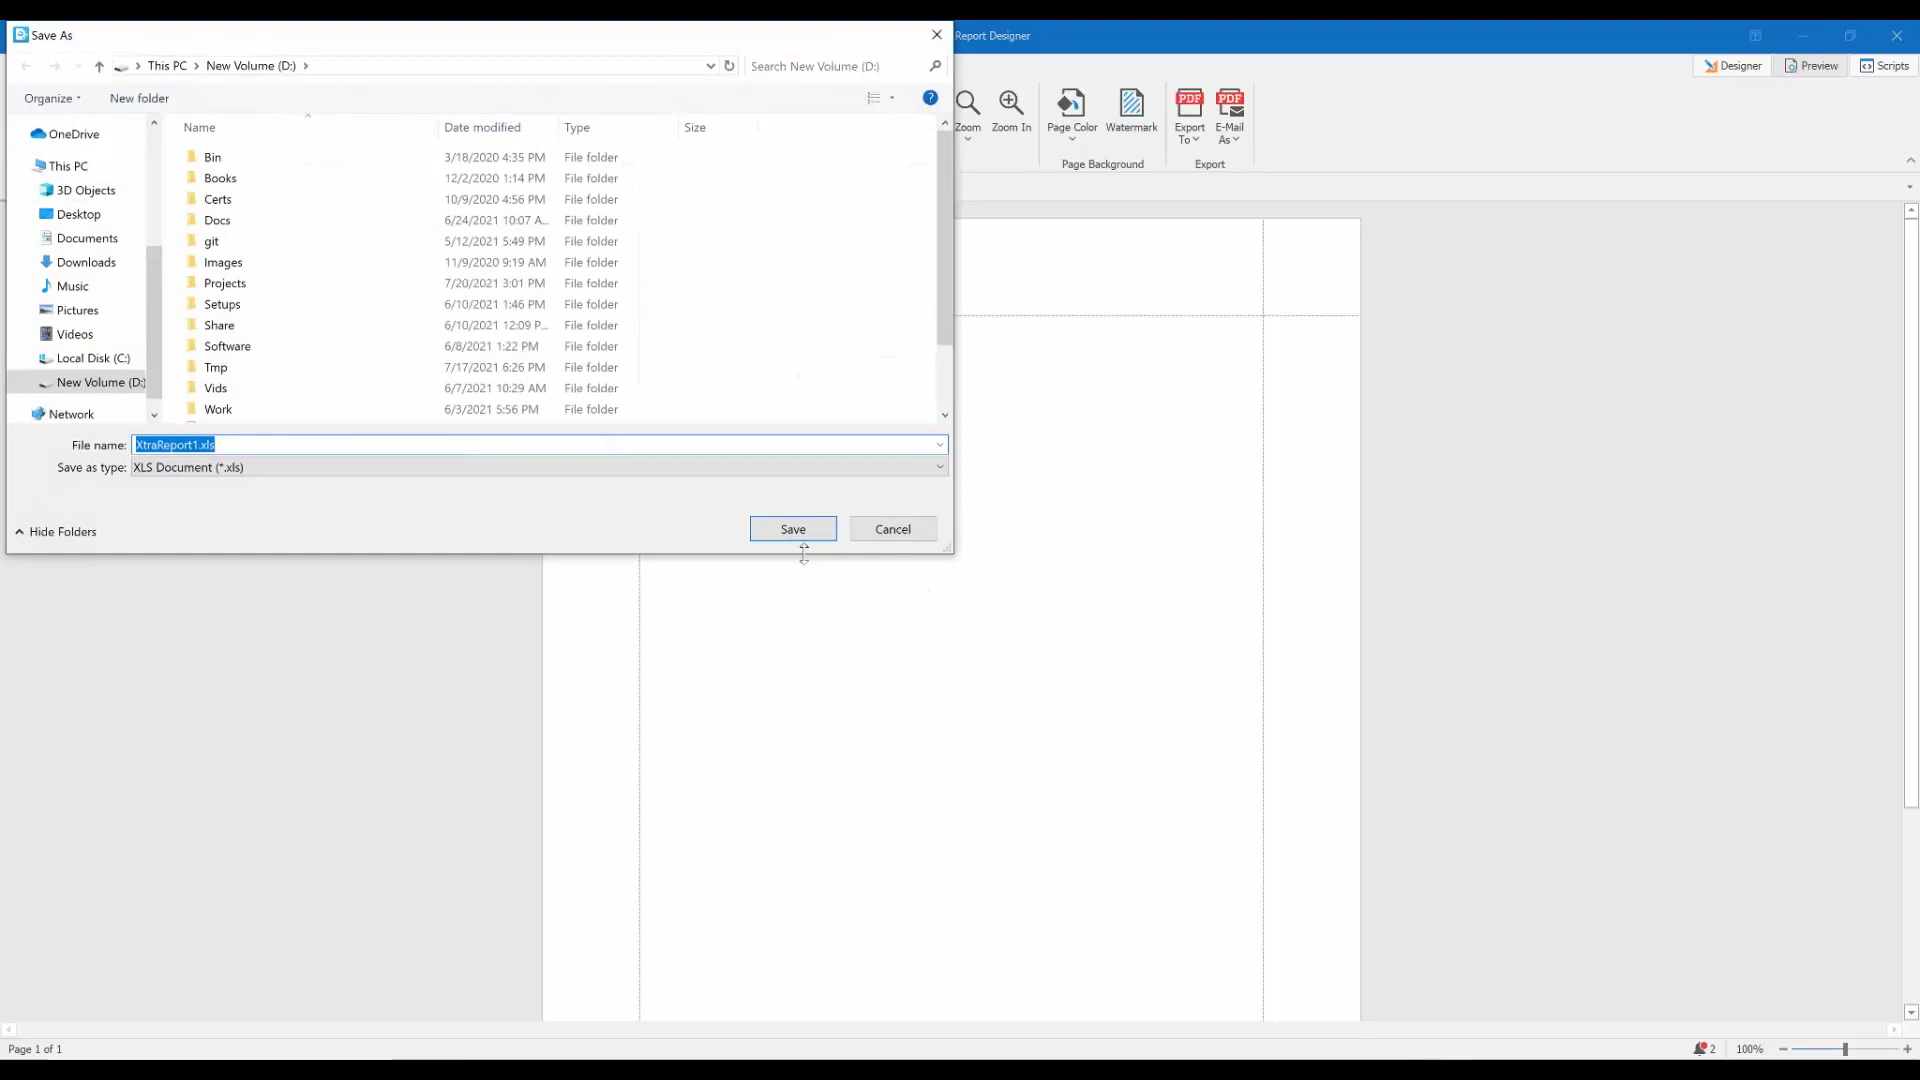 Save As
Report Designer
This PC > New Volume (D:) >
Search New Volume (D:)
Designer
Preview
Scripts
Organize
New folder
Zoom
Zoom In
Page Color
Watermark
PDF
Export To
PDF
E-Mail As
Page Background
Export
OneDrive
This PC
3D Objects
Desktop
Documents
Downloads
Music
Pictures
Videos
Local Disk (C:)
New Volume (D:)
Network
Name Date modified Type Size
Bin 3/18/2020 4:35 PM File folder
Books 12/2/2020 1:14 PM File folder
Certs 10/9/2020 4:56 PM File folder
Docs 6/24/2021 10:07 A... File folder
git 5/12/2021 5:49 PM File folder
Images 11/9/2020 9:19 AM File folder
Projects 7/20/2021 3:01 PM File folder
Setups 6/10/2021 1:46 PM File folder
Share 6/10/2021 12:09 P... File folder
Software 6/8/2021 1:22 PM File folder
Tmp 7/17/2021 6:26 PM File folder
Vids 6/7/2021 10:29 AM File folder
Work 6/3/2021 5:56 PM File folder
File name: XtraReport1.xls
Save as type: XLS Document (*.xls)
Hide Folders
Save
Cancel
Page 1 of 1
2
100%